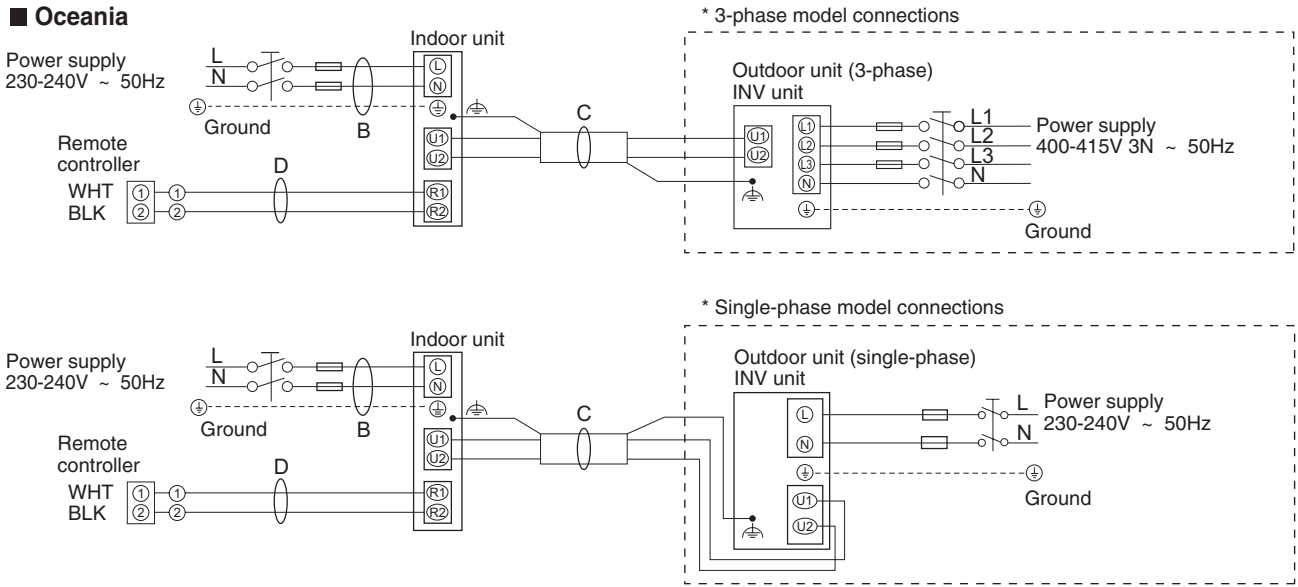 ■ Oceania
* 3-phase model connections
Indoor unit
Power supply
230-240V ~ 50Hz
L
N
L
N
Ground
B
Outdoor unit (3-phase)
INV unit
C
U1
U2
U1
U2
L1
L2
L3
N
L1
L2
L3
N
Power supply
400-415V 3N ~ 50Hz
Remote
controller
D
WHT 1 1
BLK 2 2
R1
R2
Ground
* Single-phase model connections
Indoor unit
Power supply
230-240V ~ 50Hz
L
N
L
N
Ground
B
Outdoor unit (single-phase)
INV unit
C
L
N
L
N
Power supply
230-240V ~ 50Hz
U1
U2
Remote
controller
D
WHT 1 1
BLK 2 2
R1
R2
Ground
U1
U2